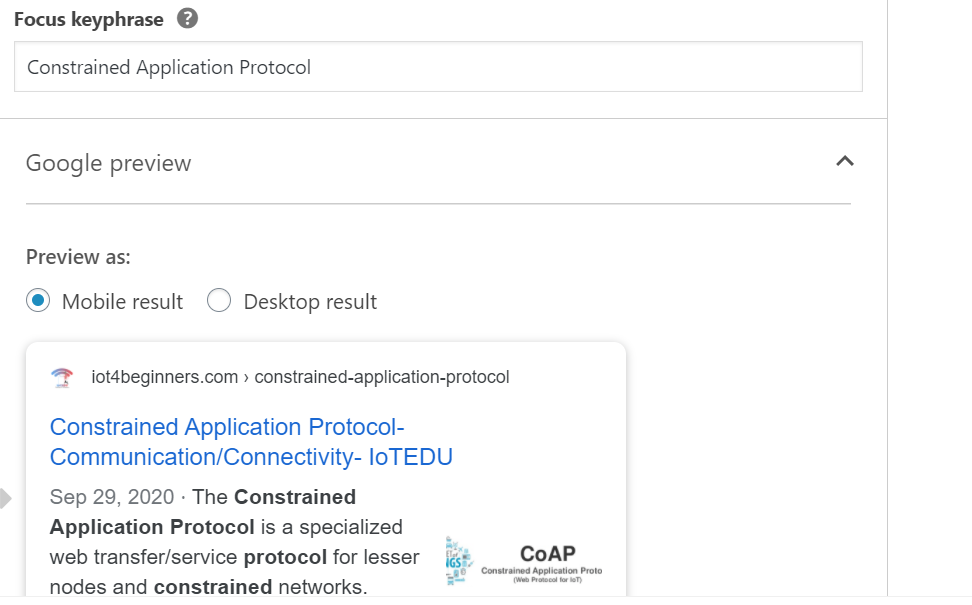 Focus keyphrase ?
Constrained Application Protocol
Google preview
Preview as:
Mobile result Desktop result
iot4beginners.com › constrained-application-protocol
Constrained Application Protocol-
Communication/Connectivity- IoTEDU
Sep 29, 2020 · The Constrained
Application Protocol is a specialized
web transfer/service protocol for lesser
nodes and constrained networks.
CoAP
Constrained Application Proto
(Web Protocol for IoT)